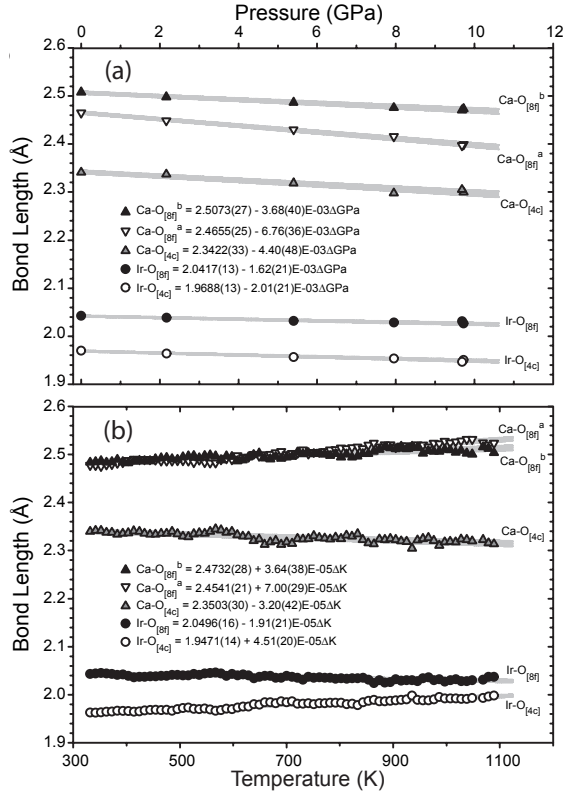 Pressure (GPa)
0 2 4 6 8 10 12
2.6
(a)
Ca-O[8f]b
2.5
Ca-O[8f]a
2.4
Ca-O[4c]
2.3
▲ Ca-O[8f]b = 2.5073(27) - 3.68(40)E-03ΔGPa
▽ Ca-O[8f]a = 2.4655(25) - 6.76(36)E-03ΔGPa
2.2
▲ Ca-O[4c] = 2.3422(33) - 4.40(48)E-03ΔGPa
● Ir-O[8f] = 2.0417(13) - 1.62(21)E-03ΔGPa
○ Ir-O[4c] = 1.9688(13) - 2.01(21)E-03ΔGPa
2.1
Ir-O[8f]
2.0
Ir-O[4c]
1.9
Bond Length (Å)
2.6
(b)
Ca-O[8f]a
2.5
Ca-O[8f]b
2.4
Ca-O[4c]
2.3
▲ Ca-O[8f]b = 2.4732(28) + 3.64(38)E-05ΔK
▽ Ca-O[8f]a = 2.4541(21) + 7.00(29)E-05ΔK
2.2
▲ Ca-O[4c] = 2.3503(30) - 3.20(42)E-05ΔK
● Ir-O[8f] = 2.0496(16) - 1.91(21)E-05ΔK
○ Ir-O[4c] = 1.9471(14) + 4.51(20)E-05ΔK
2.1
Ir-O[8f]
2.0
Ir-O[4c]
1.9
Bond Length (Å)
300 500 700 900 1100
Temperature (K)